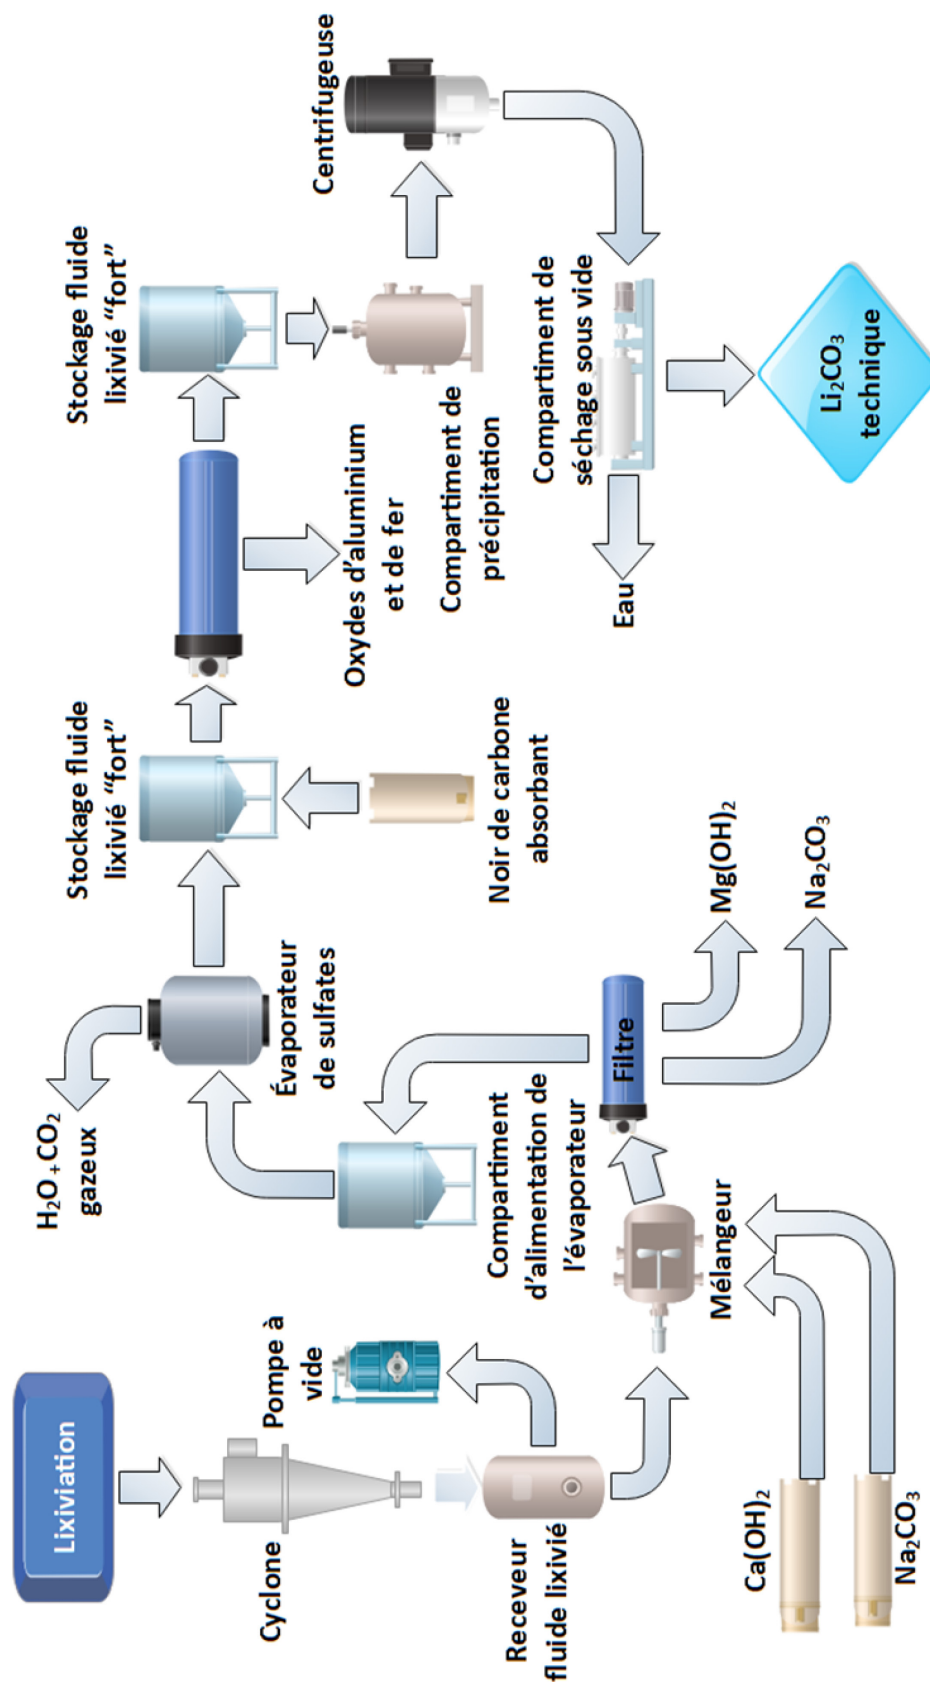 Lixiviation
Cyclone
Pompe à
vide
Receveur
fluide lixivié
Ca(OH)2
Na2CO3
Mélangeur
Filtre
Mg(OH)2
Na2CO3
Compartiment
d'alimentation de
l'évaporateur
H2O+CO2
gazeux
Évaporateur
de sulfates
Stockage fluide
lixivié “fort”
Noir de carbone
absorbant
Oxydes d'aluminium
et de fer
Stockage fluide
lixivié “fort”
Compartiment de
précipitation
Centrifugeuse
Compartiment de
séchage sous vide
Eau
Li2CO3
technique